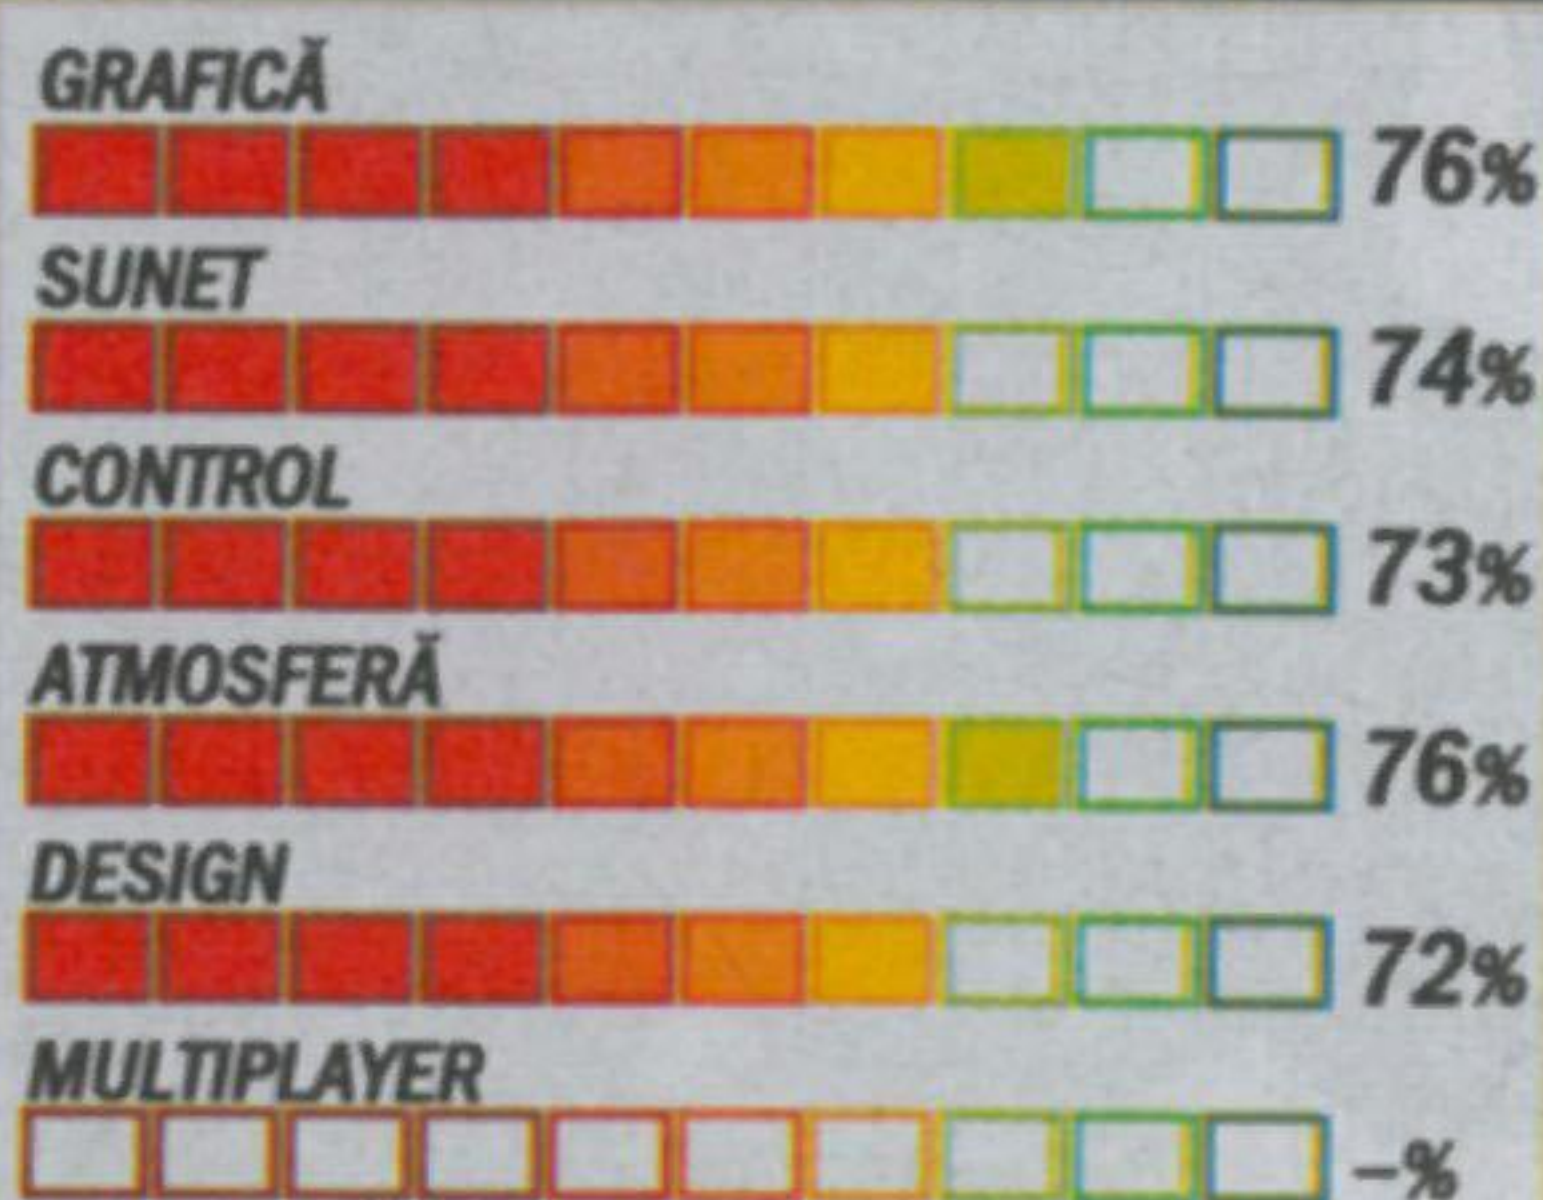 GRAFICĂ
76%
SUNET
74%
CONTROL
73%
ATMOSFERĂ
76%
DESIGN
72%
MULTIPLAYER
-%